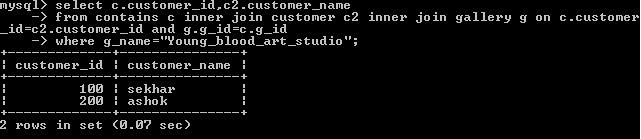 mysql> select c.customer_id,c2.customer_name
    -> from contains c inner join customer c2 inner join gallery g on c.customer
_id=c2.customer_id and g.g_id=c.g_id
    -> where g_name="Young_blood_art_studio";
+-------------+---------------+
| customer_id | customer_name |
+-------------+---------------+
|         100 | sekhar        |
|         200 | ashok         |
+-------------+---------------+
2 rows in set (0.07 sec)